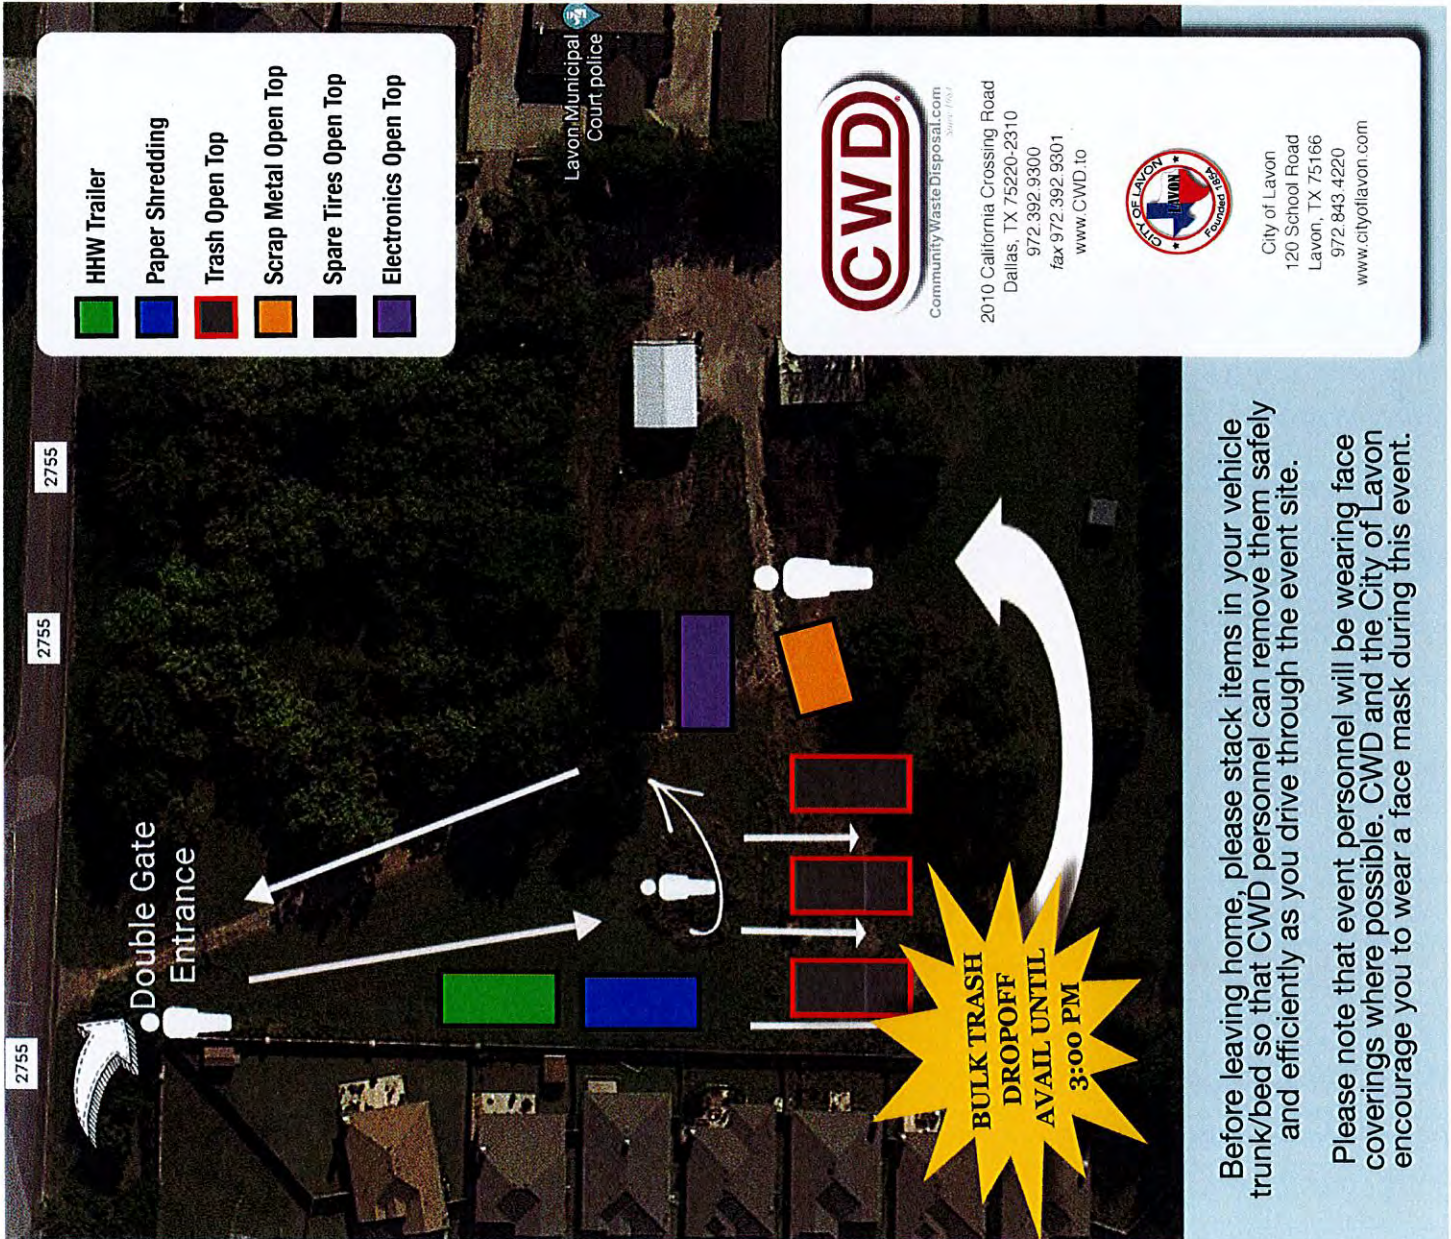 2755
2755
2755
Double Gate
Entrance
Lavon Municipal
Court police
HHW Trailer
Paper Shredding
Trash Open Top
Scrap Metal Open Top
Spare Tires Open Top
Electronics Open Top
BULK TRASH
DROPOFF
AVAIL UNTIL
3:00 PM
CWD
CommunityWasteDisposal.com
Since 1984
2010 California Crossing Road
Dallas, TX 75220-2310
972.392.9300
fax 972.392.9301
www.CWD.to
CITY OF LAVON
LAVON
Founded 1854
City of Lavon
120 School Road
Lavon, TX 75166
972.843.4220
www.cityoflavon.com
Before leaving home, please stack items in your vehicle
trunk/bed so that CWD personnel can remove them safely
and efficiently as you drive through the event site.
Please note that event personnel will be wearing face
coverings where possible. CWD and the City of Lavon
encourage you to wear a face mask during this event.